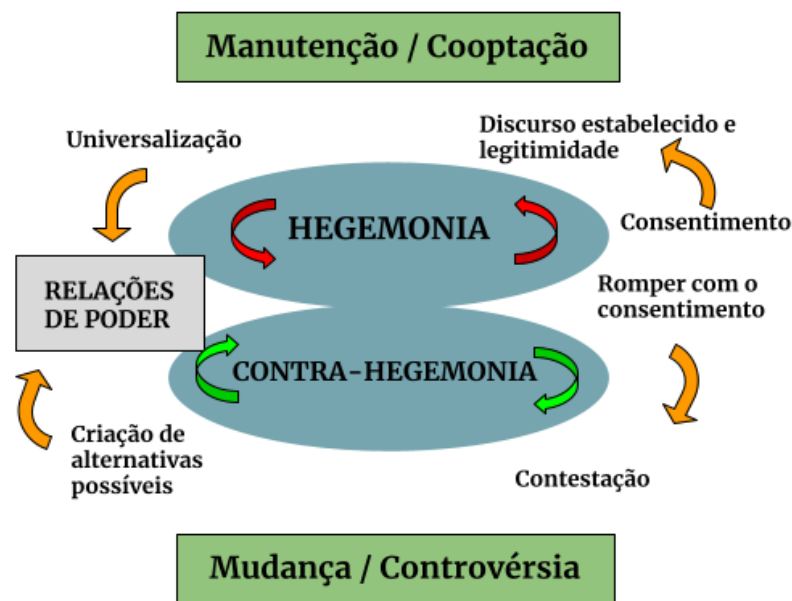 Manutenção / Cooptação
Universalização
Discurso estabelecido e
legitimidade
HEGEMONIA
Consentimento
RELAÇÕES
DE PODER
Romper com o
consentimento
CONTRA-HEGEMONIA
Criação de
alternativas
possíveis
Contestação
Mudança / Controvérsia